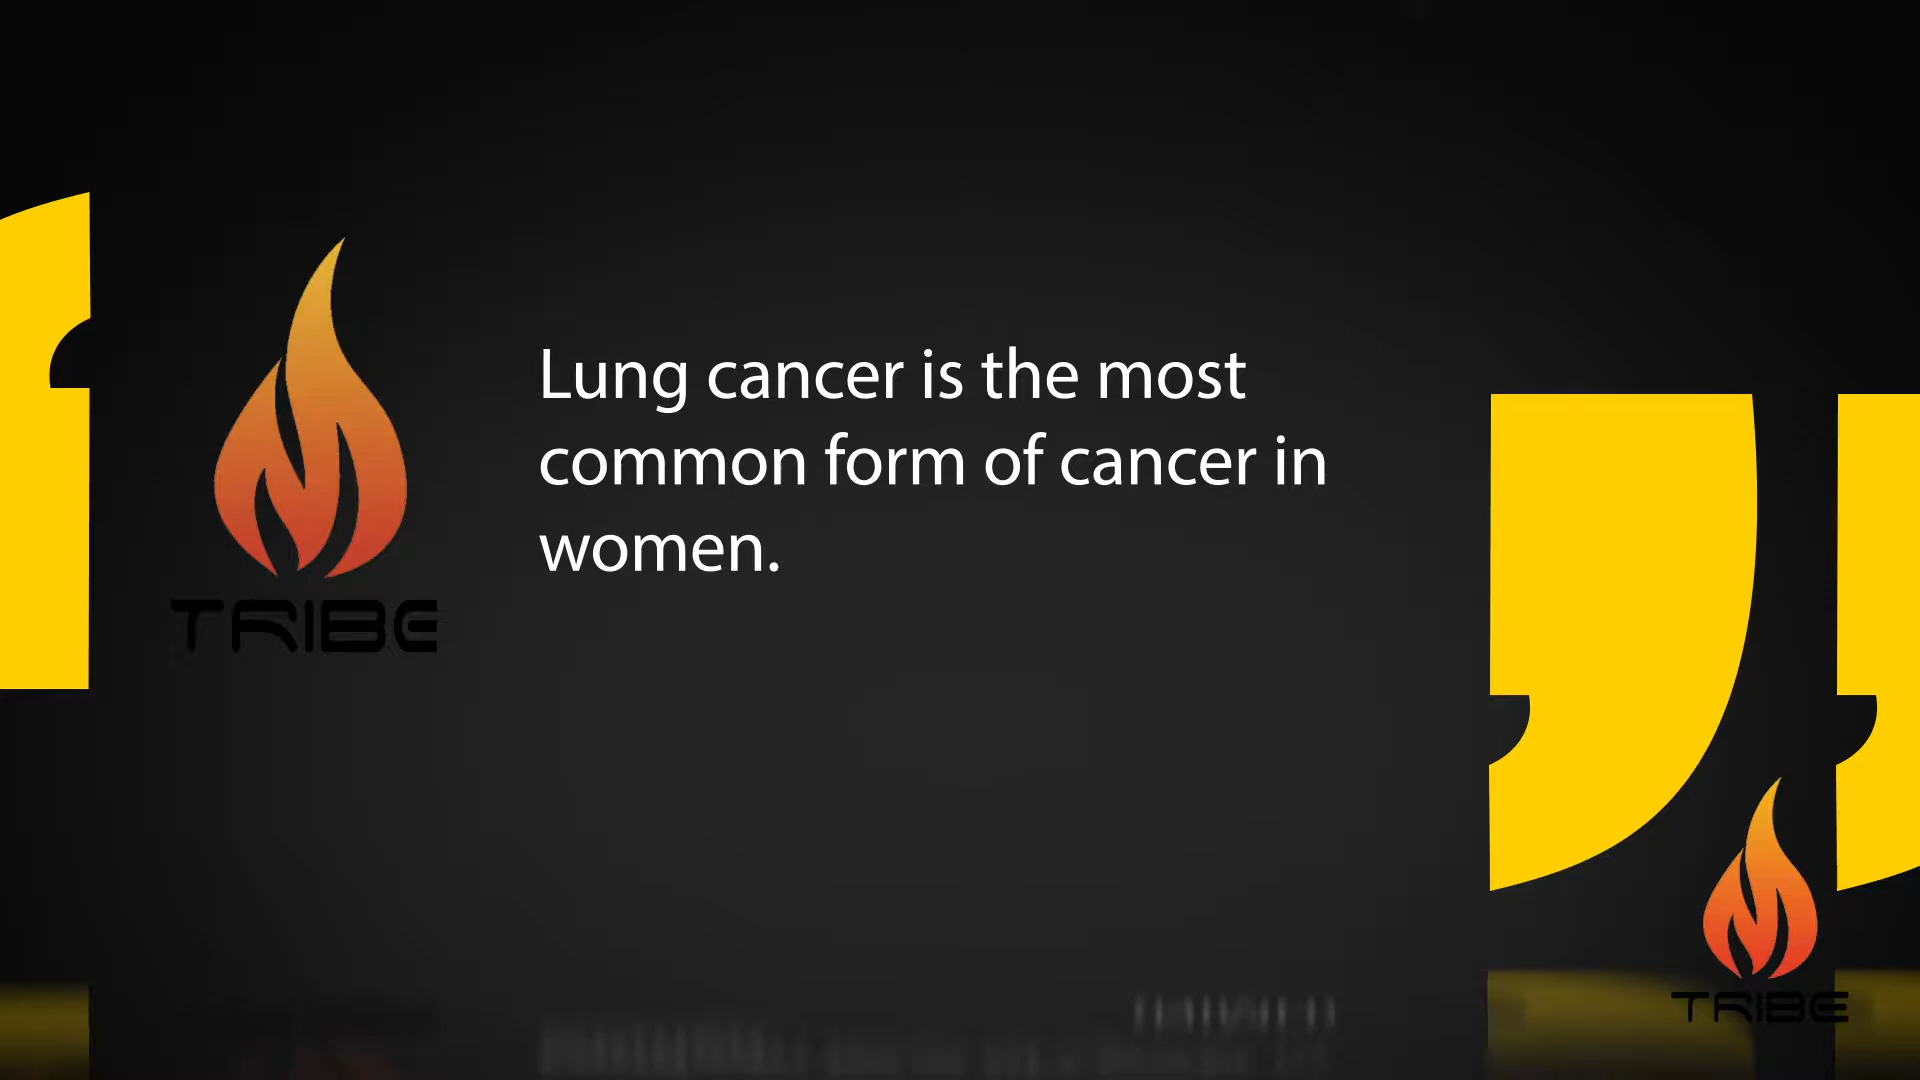 Lung cancer is the most
common form of cancer in
women.
TRIBE
TRIBE